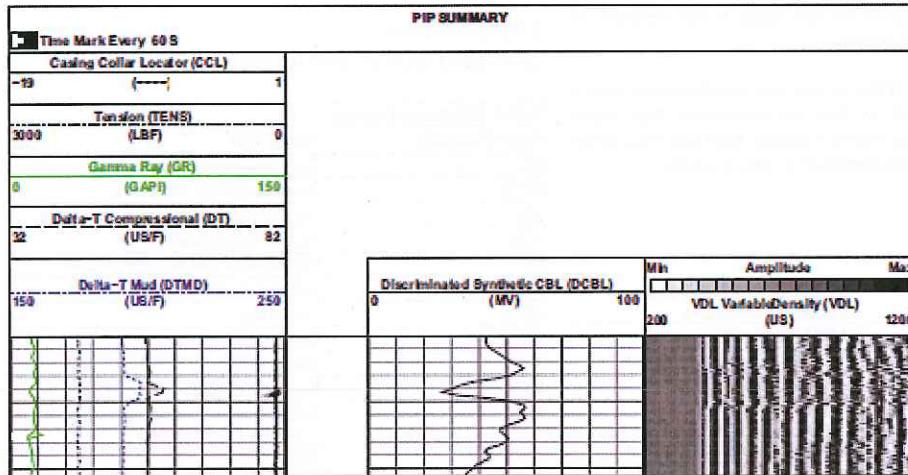 PIP SUMMARY
Time Mark Every 60 S
Casing Collar Locator (CCL)
-19 (----) 1
Tension (TENS)
3000 (LBF) 0
Gamma Ray (GR)
0 (GAPI) 150
Delta-T Compressional (DT)
32 (US/F) 82
Delta-T Mud (DTMD)
150 (US/F) 250
Discriminated Synthetic CBL (DCBL)
0 (MV) 100
Min Amplitude Max
VDL VariableDensity (VDL)
200 (US) 1200